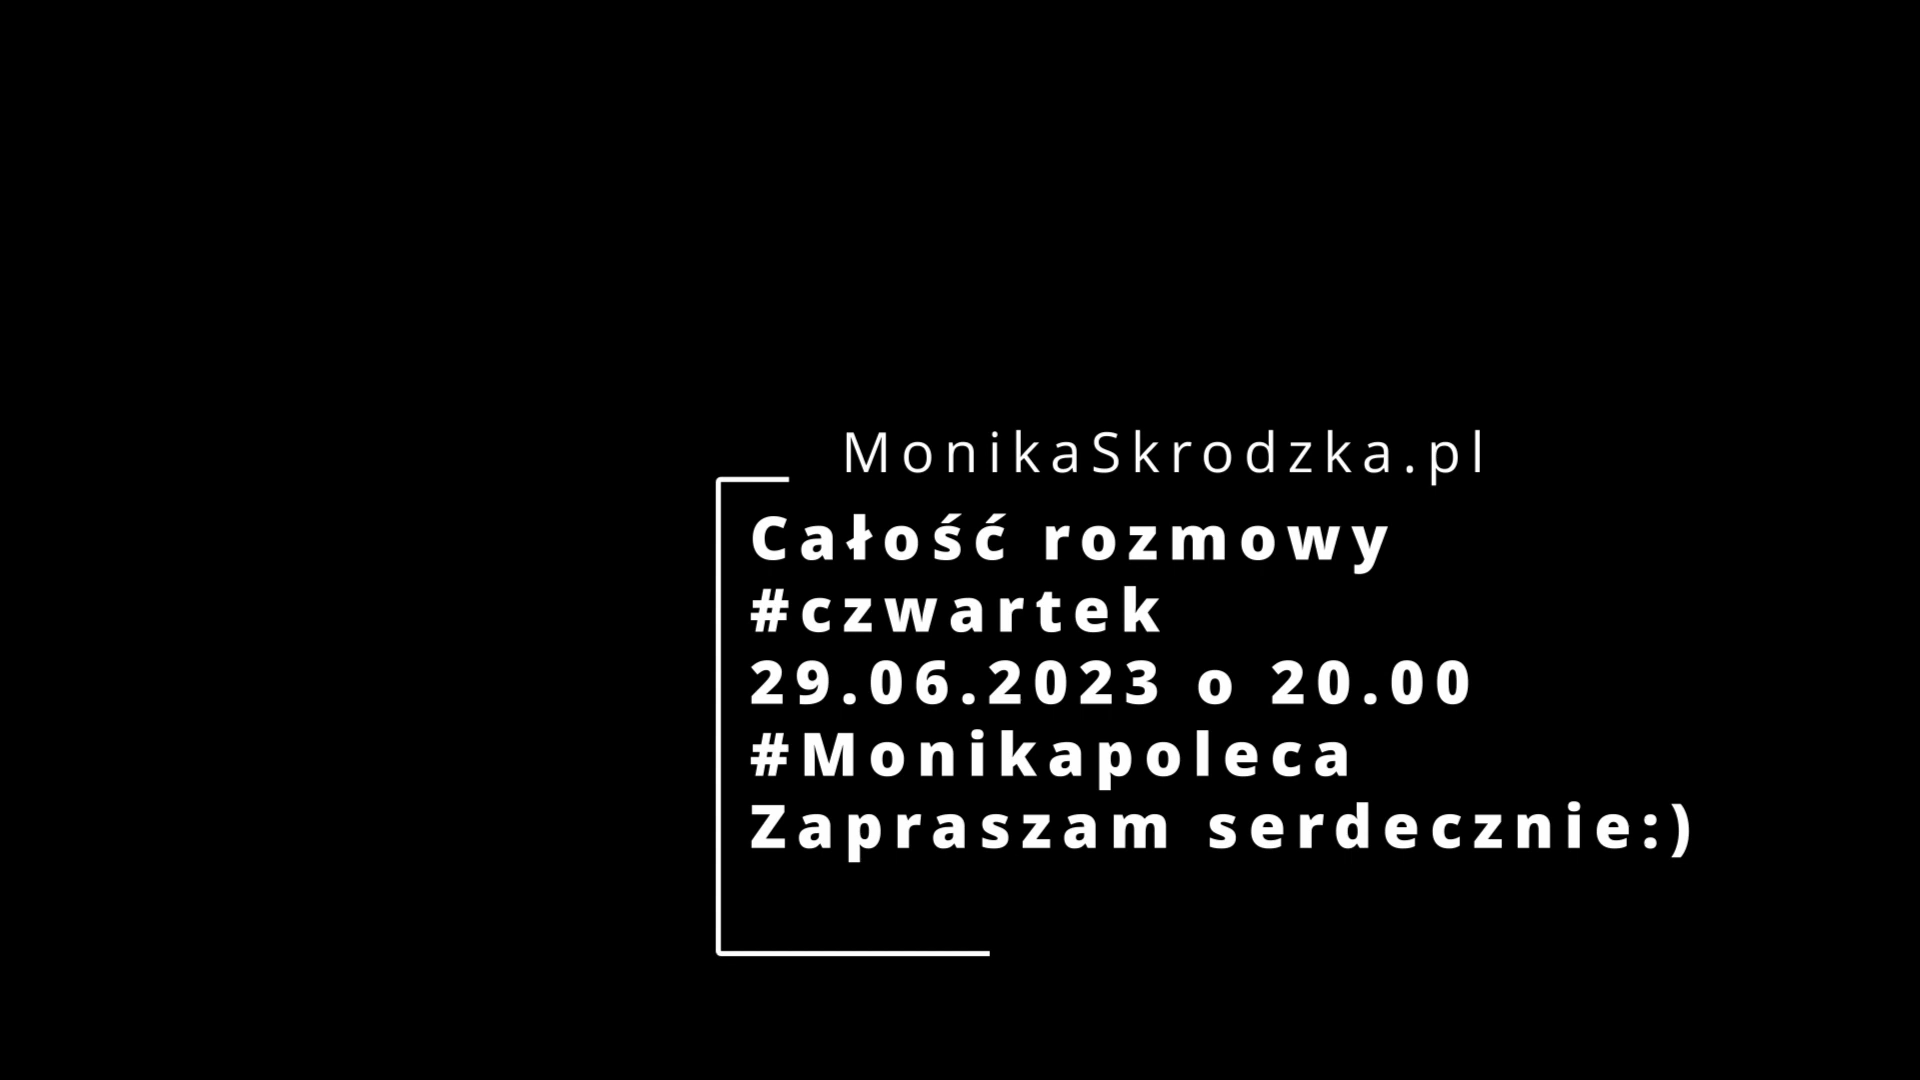 MonikaSkrodzka.pl
Całość rozmowy
#czwartek
29.06.2023 o 20.00
#Monikapoleca
Zapraszam serdecznie:)